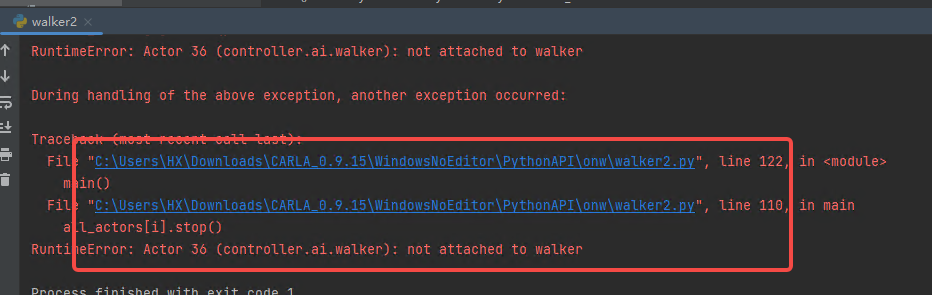 walker2
RuntimeError: Actor 36 (controller.ai.walker): not attached to walker
During handling of the above exception, another exception occurred:
Traceback (most recent call last):
File "C:\Users\HX\Downloads\CARLA_0.9.15\WindowsNoEditor\PythonAPI\onw\walker2.py", line 122, in <module>
main()
File "C:\Users\HX\Downloads\CARLA_0.9.15\WindowsNoEditor\PythonAPI\onw\walker2.py", line 110, in main
all_actors[i].stop()
RuntimeError: Actor 36 (controller.ai.walker): not attached to walker
Process finished with exit code 1